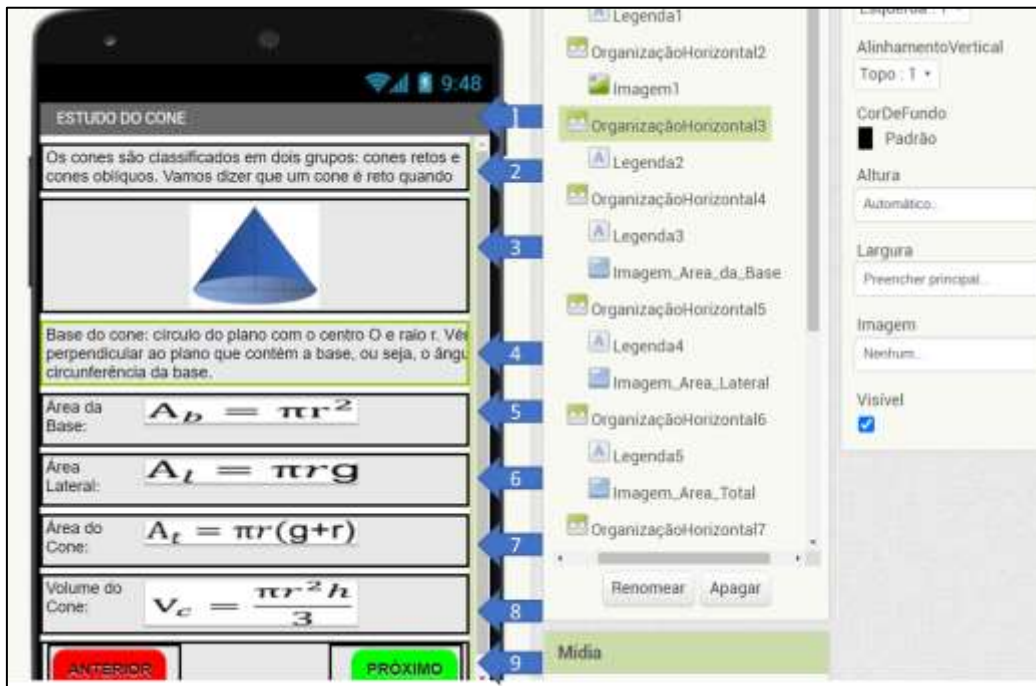 9:48
ESTUDO DO CONE
1
Os cones são classificados em dois grupos: cones retos e
cones oblíquos. Vamos dizer que um cone é reto quando
2
3
Base do cone: círculo do plano com o centro O e raio r. Vér
perpendicular ao plano que contém a base, ou seja, o ângu
circunferência da base.
4
Área da
Base:
A_b = πr²
5
Área
Lateral:
A_l = πrg
6
Área do
Cone:
A_t = πr(g+r)
7
Volume do
Cone:
V_c = πr²h
3
8
ANTERIOR
PRÓXIMO
9
Legenda1
OrganizaçãoHorizontal2
Imagem1
OrganizaçãoHorizontal3
Legenda2
OrganizaçãoHorizontal4
Legenda3
Imagem_Area_da_Base
OrganizaçãoHorizontal5
Legenda4
Imagem_Area_Lateral
OrganizaçãoHorizontal6
Legenda5
Imagem_Area_Total
OrganizaçãoHorizontal7
Renomear
Apagar
Mídia
Esquerda : 1
AlinhamentoVertical
Topo : 1
CorDeFundo
Padrão
Altura
Automático...
Largura
Preencher principal...
Imagem
Nenhum...
Visível